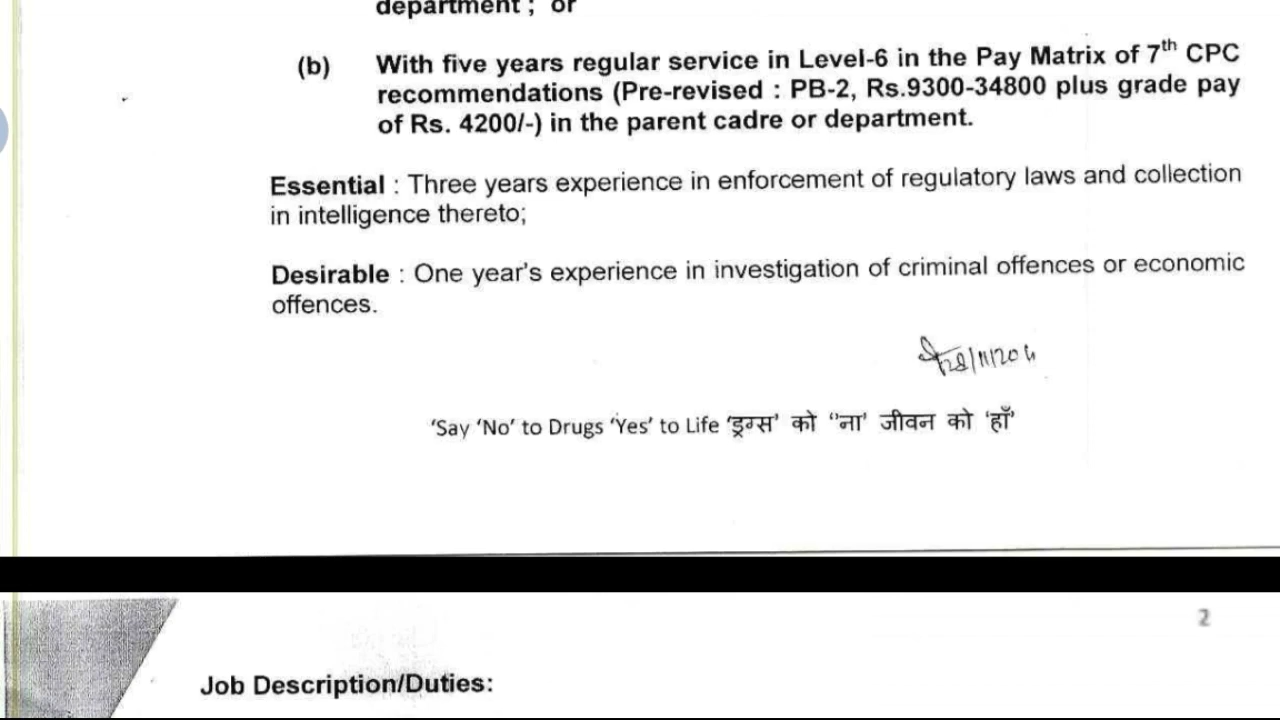 department ; or
(b) With five years regular service in Level-6 in the Pay Matrix of 7th CPC
recommendations (Pre-revised : PB-2, Rs.9300-34800 plus grade pay
of Rs. 4200/-) in the parent cadre or department.
Essential : Three years experience in enforcement of regulatory laws and collection
in intelligence thereto;
Desirable : One year's experience in investigation of criminal offences or economic
offences.
'Say 'No' to Drugs 'Yes' to Life 'ड्रग्स' को ''ना' जीवन को 'हाँ'
2
Job Description/Duties: